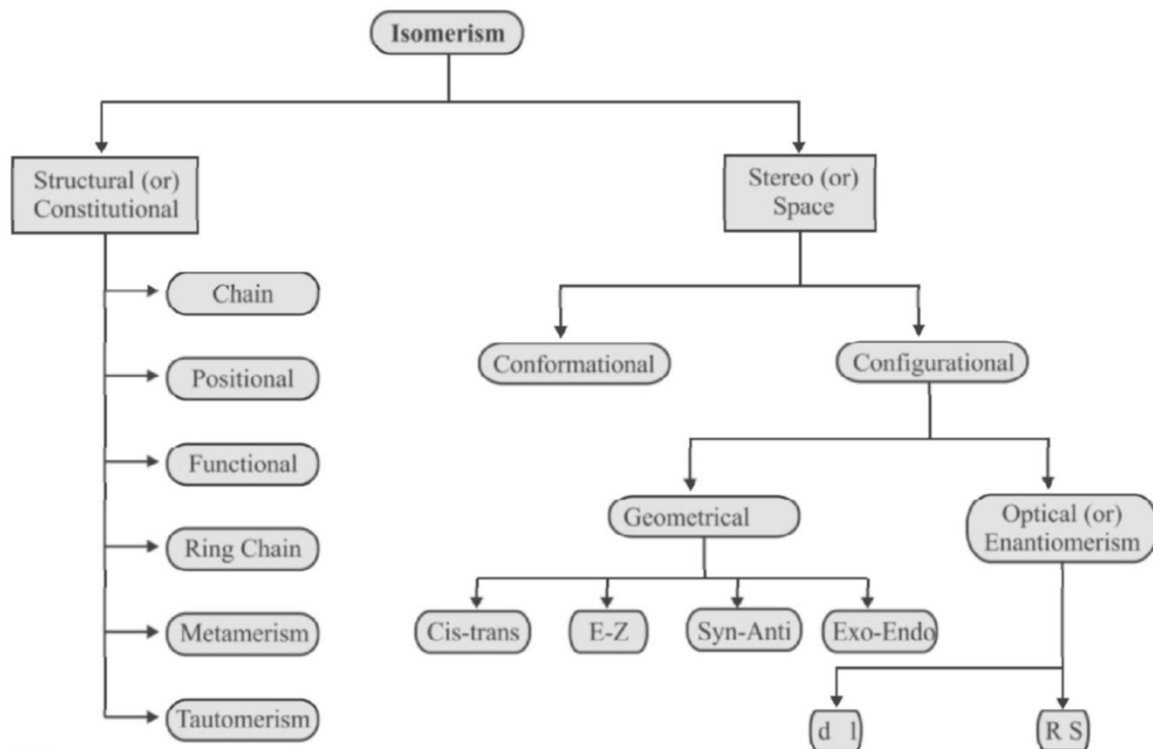 Isomerism
Structural (or)
Constitutional
Stereo (or)
Space
Chain
Positional
Functional
Ring Chain
Metamerism
Tautomerism
Conformational
Configurational
Geometrical
Optical (or)
Enantiomerism
Cis-trans
E-Z
Syn-Anti
Exo-Endo
d l
R S